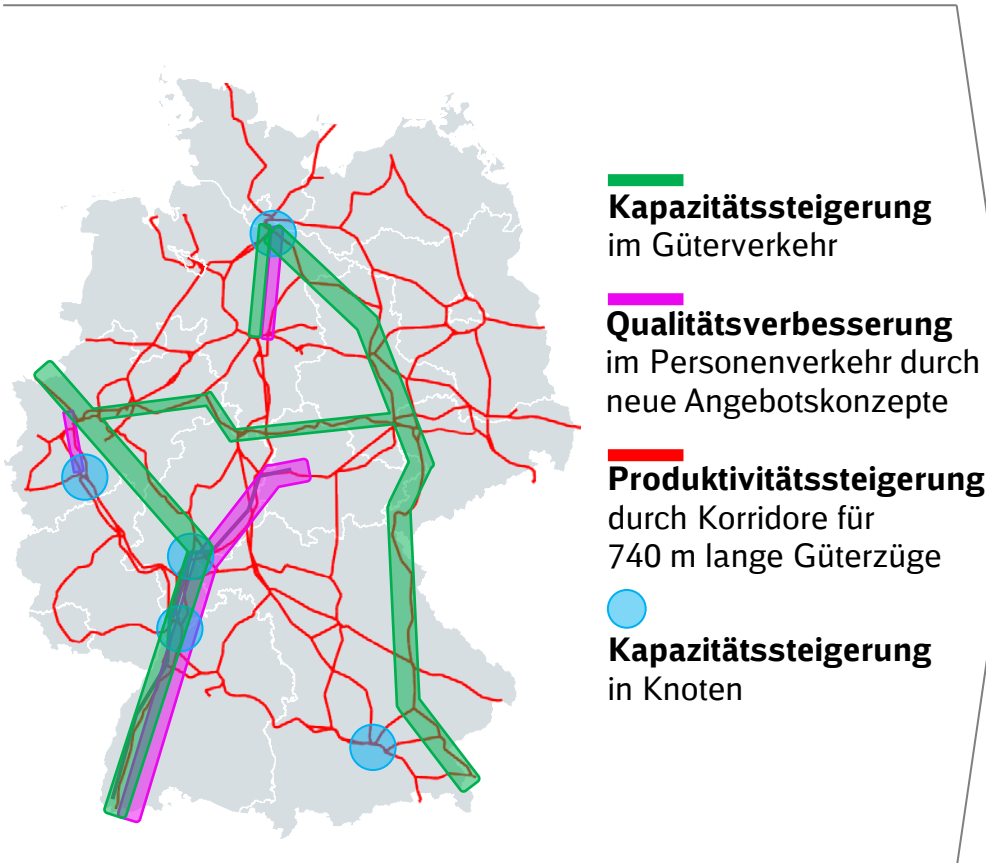 Kapazitätssteigerung
im Güterverkehr
Qualitätsverbesserung
im Personenverkehr durch
neue Angebotskonzepte
Produktivitätssteigerung
durch Korridore für
740 m lange Güterzüge
Kapazitätssteigerung
in Knoten